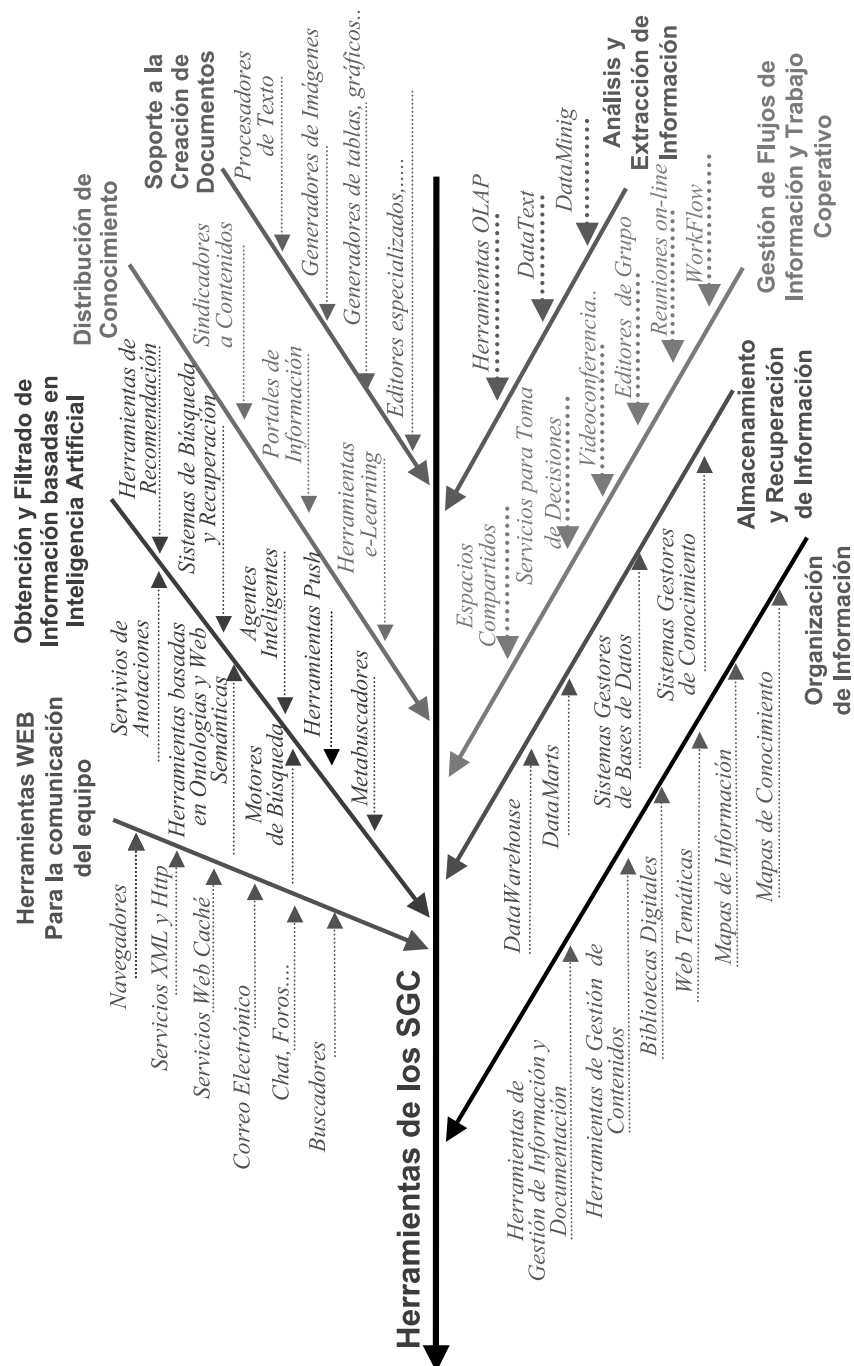 Herramientas WEB
Para la comunicación
del equipo
Navegadores
Servicios XML y Http
Servicios Web Caché
Correo Electrónico
Chat, Foros....
Buscadores
Obtención y Filtrado de
Información basadas en
Inteligencia Artificial
Servivios de
Anotaciones
Herramientas basadas
en Ontologías y Web
Semánticas
Motores
de Búsqueda
Herramientas de
Recomendación
Sistemas de Búsqueda
y Recuperación
Agentes
Inteligentes
Herramientas Push
Metabuscadores
Distribución de
Conocimiento
Sindicadores
a Contenidos
Portales de
Información
Herramientas
e-Learning
Soporte a la
Creación de
Documentos
Procesadores
de Texto
Generadores de Imágenes
Generadores de tablas, gráficos..
Editores especializados,....
Herramientas de los SGC
Herramientas de
Gestión de Información y
Documentación
Herramientas de Gestión de
Contenidos
Bibliotecas Digitales
Web Temáticas
Mapas de Información
Mapas de Conocimiento
Organización
de Información
DataWarehouse
DataMarts
Sistemas Gestores
de Bases de Datos
Sistemas Gestores
de Conocimiento
Almacenamiento
y Recuperación
de Información
Espacios
Compartidos
Servicios para Toma
de Decisiones
Videoconferencia..
Editores de Grupo
Reuniones on-line
WorkFlow
Gestión de Flujos de
Información y Trabajo
Coperativo
Herramientas OLAP
DataText
DataMinig
Análisis y
Extracción de
Información